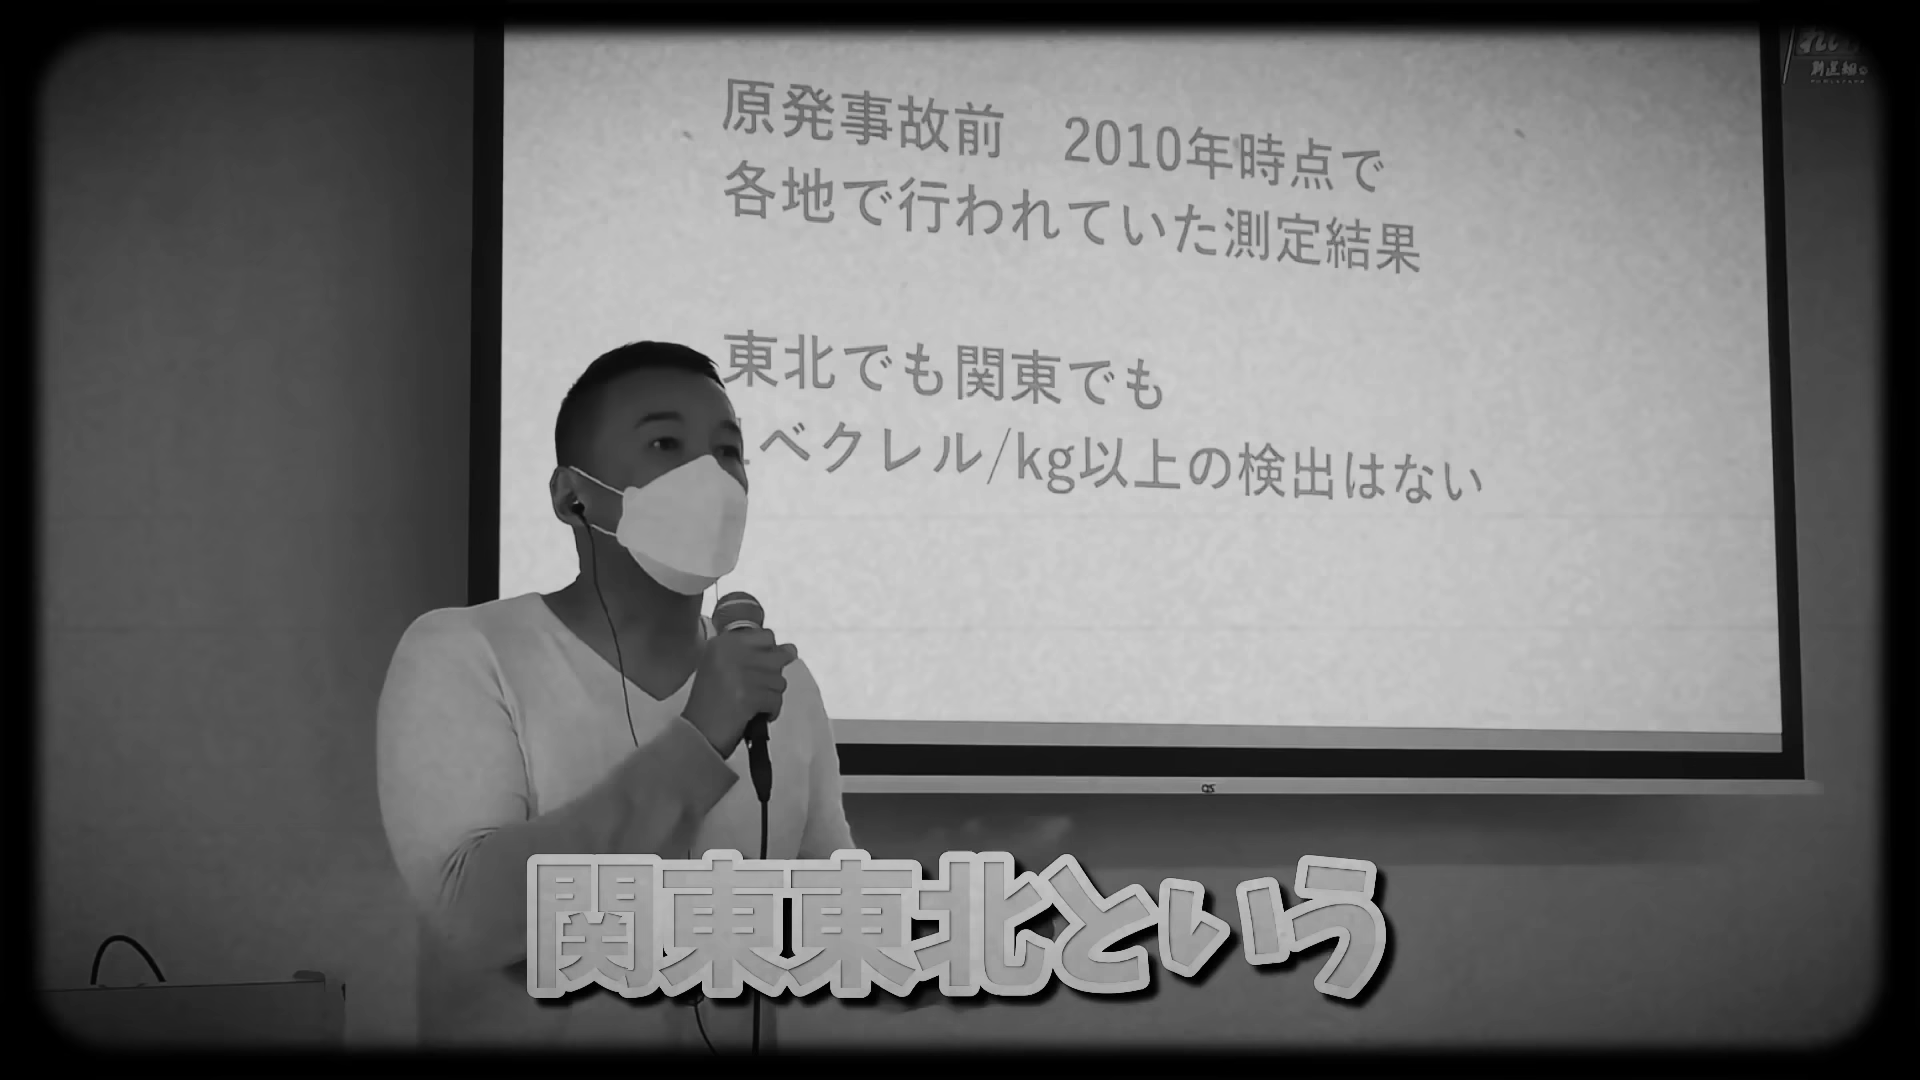 原発事故前　2010年時点で
各地で行われていた測定結果
東北でも関東でも
ベクレル/kg以上の検出はない
関東東北という